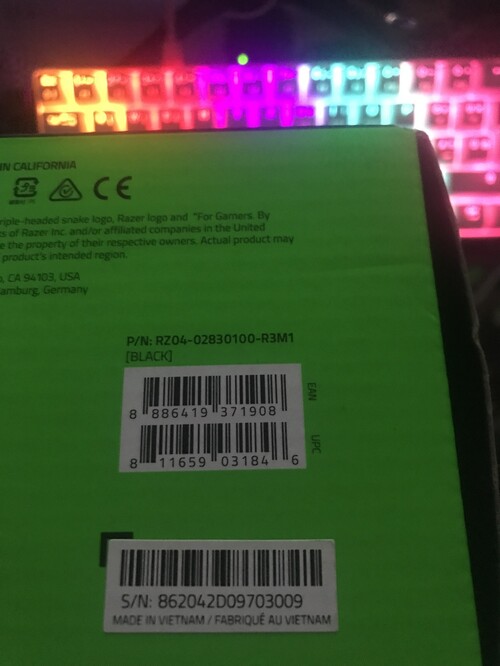 IN CALIFORNIA
CE
triple-headed snake logo, Razer logo and "For Gamers. By
of Razer Inc. and/or affiliated companies in the United
the property of their respective owners. Actual product may
product's intended region.
CA 94103, USA
Hamburg, Germany
P/N: RZ04-02830100-R3M1
[BLACK]
8 886419 371908
EAN
8 11659 03184 6
UPC
S/N: 862042D09703009
MADE IN VIETNAM / FABRIQUÉ AU VIETNAM